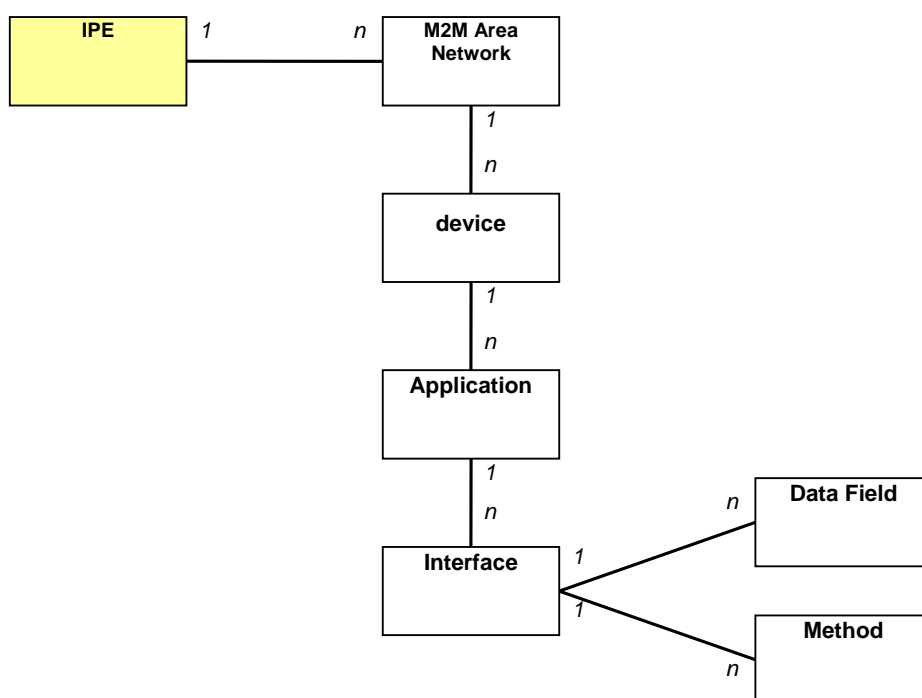 IPE
1
n
M2M Area
Network
1
n
device
1
n
Application
1
n
Interface
1
n
Data Field
1
n
Method